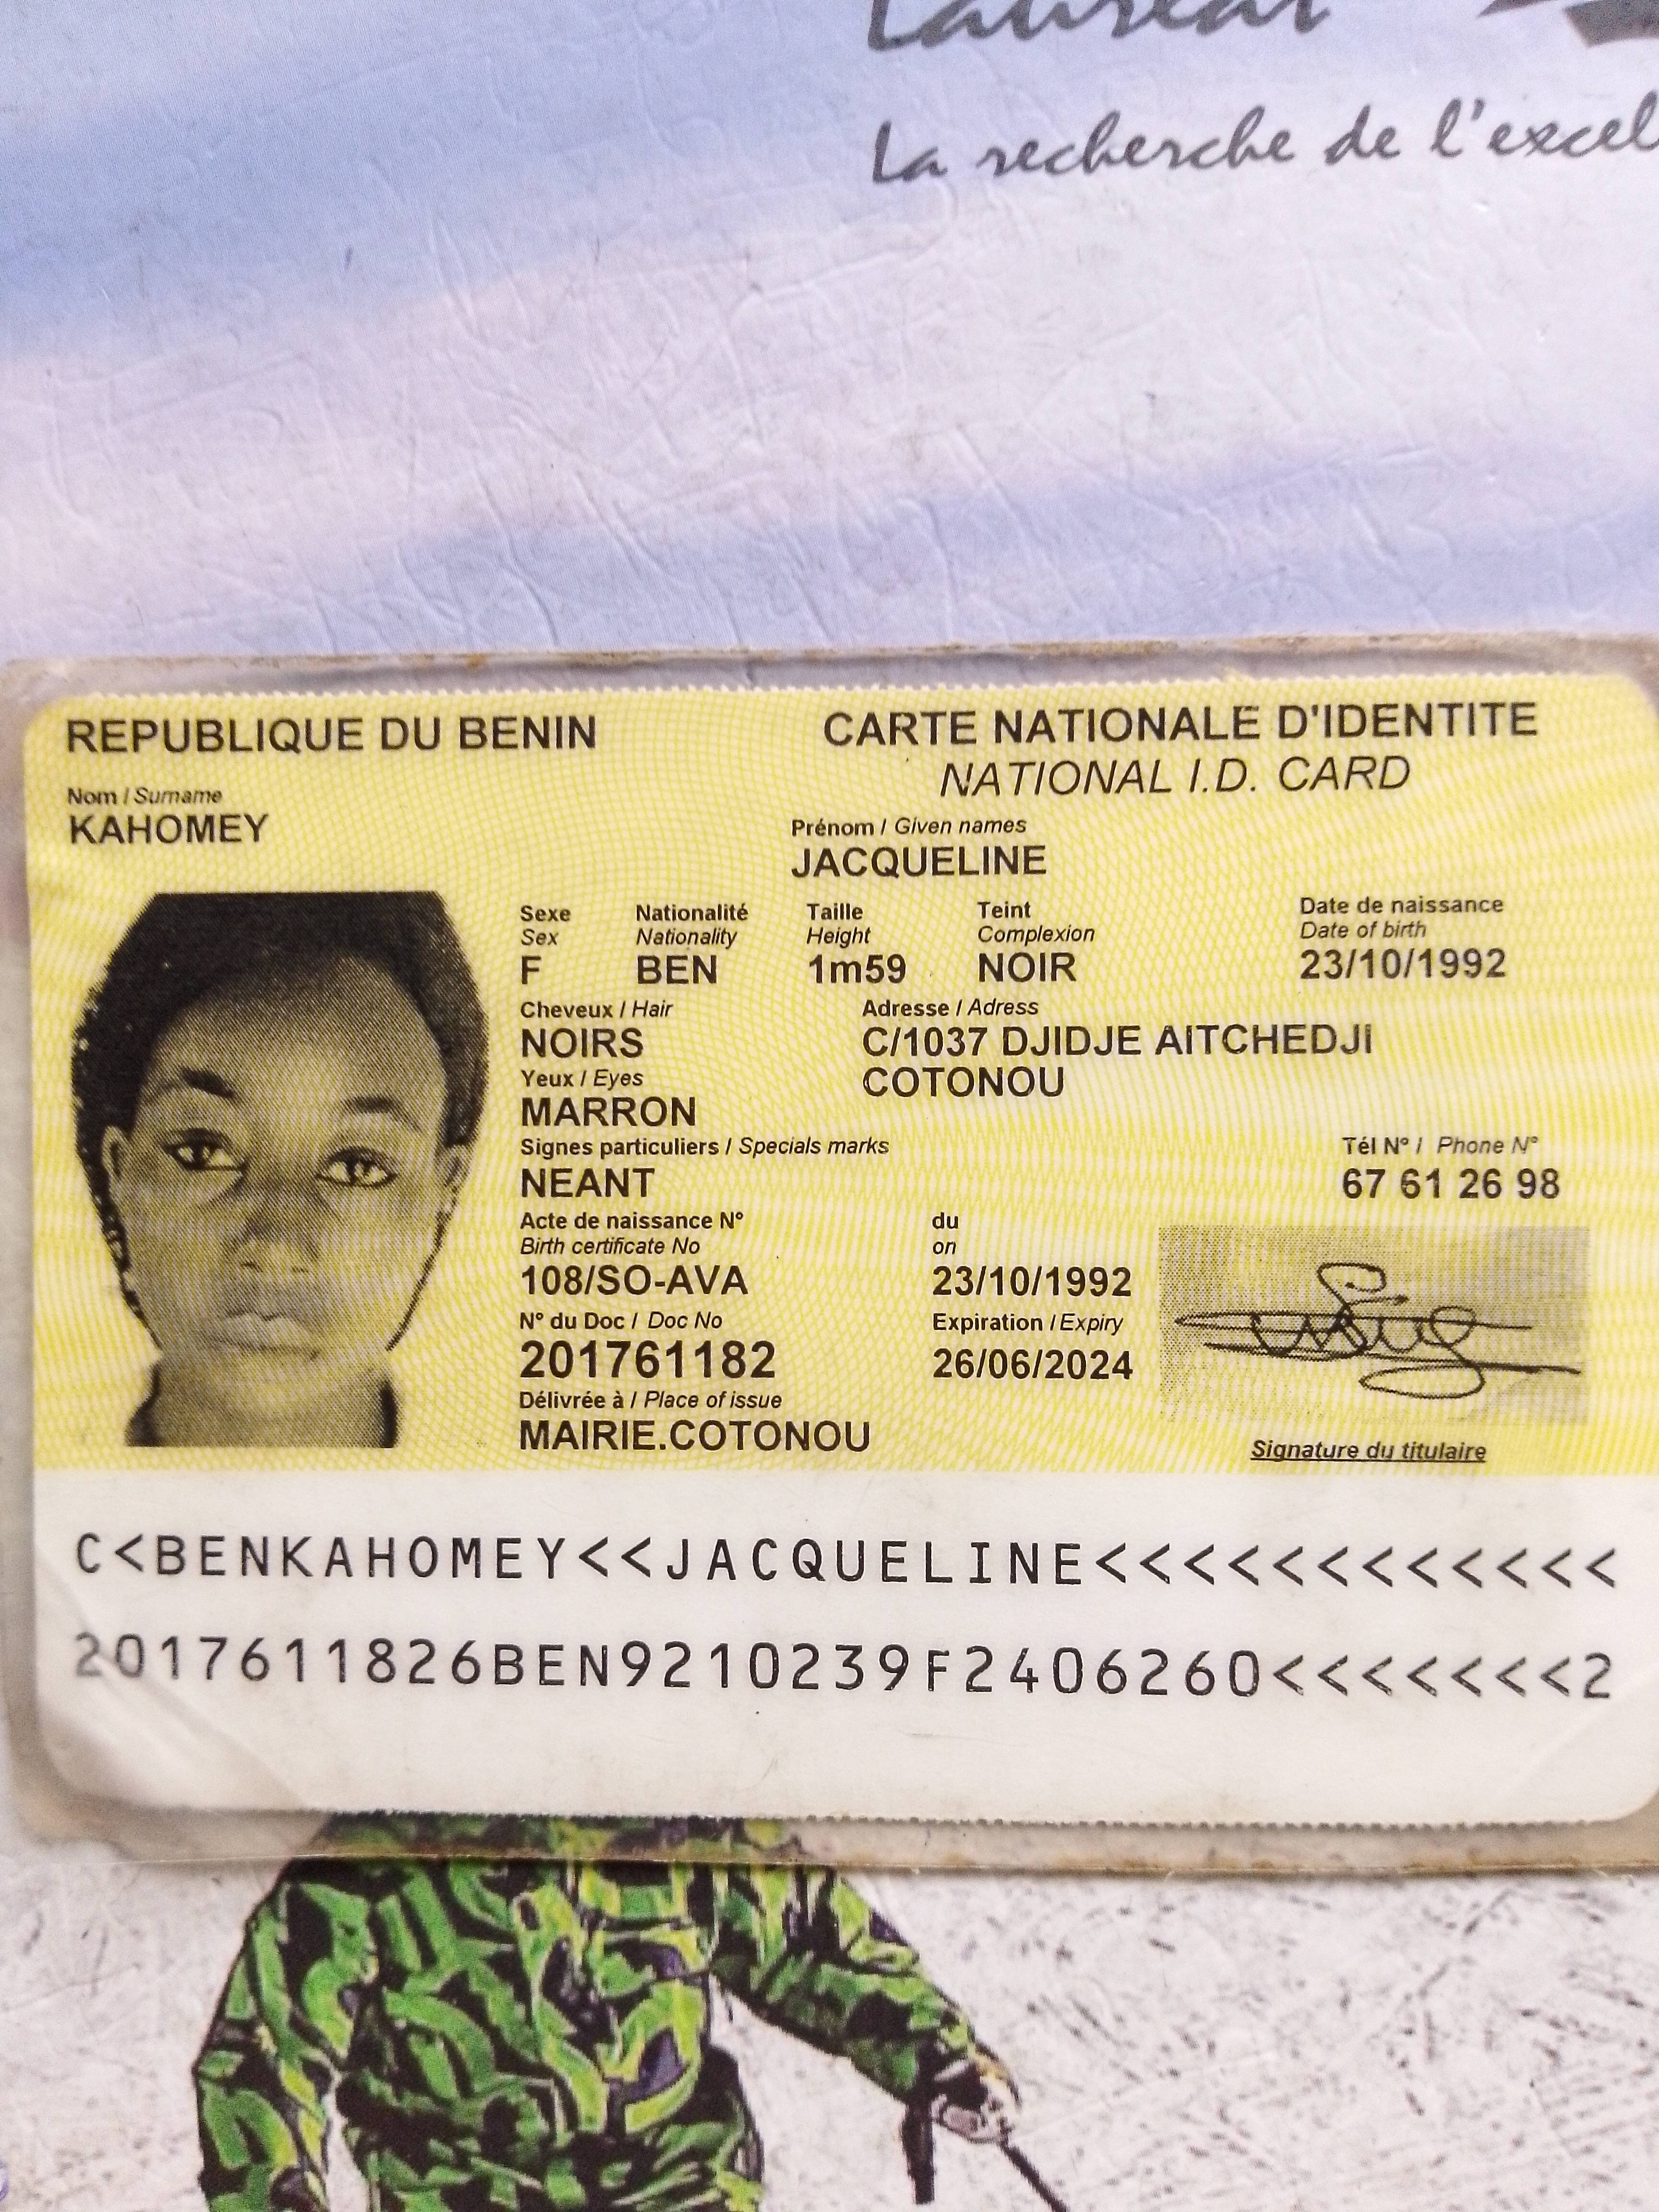 Laureat
La recherche de l'excel
REPUBLIQUE DU BENIN
CARTE NATIONALE D'IDENTITE
NATIONAL I.D. CARD
Nom / Surname
KAHOMEY
Prénom / Given names
JACQUELINE
Sexe Nationalité Taille Teint Date de naissance
Sex Nationality Height Complexion Date of birth
F BEN 1m59 NOIR 23/10/1992
Cheveux / Hair Adresse / Adress
NOIRS C/1037 DJIDJE AITCHEDJI
Yeux / Eyes COTONOU
MARRON
Signes particuliers / Specials marks Tél N° / Phone N°
NEANT 67 61 26 98
Acte de naissance N° du
Birth certificate No on
108/SO-AVA 23/10/1992
N° du Doc / Doc No Expiration / Expiry
201761182 26/06/2024
Délivrée à / Place of issue
MAIRIE.COTONOU
Signature du titulaire
C<BENKAHOMEY<<JACQUELINE<<<<<<<<<<<<
2017611826BEN9210239F2406260<<<<<<<2